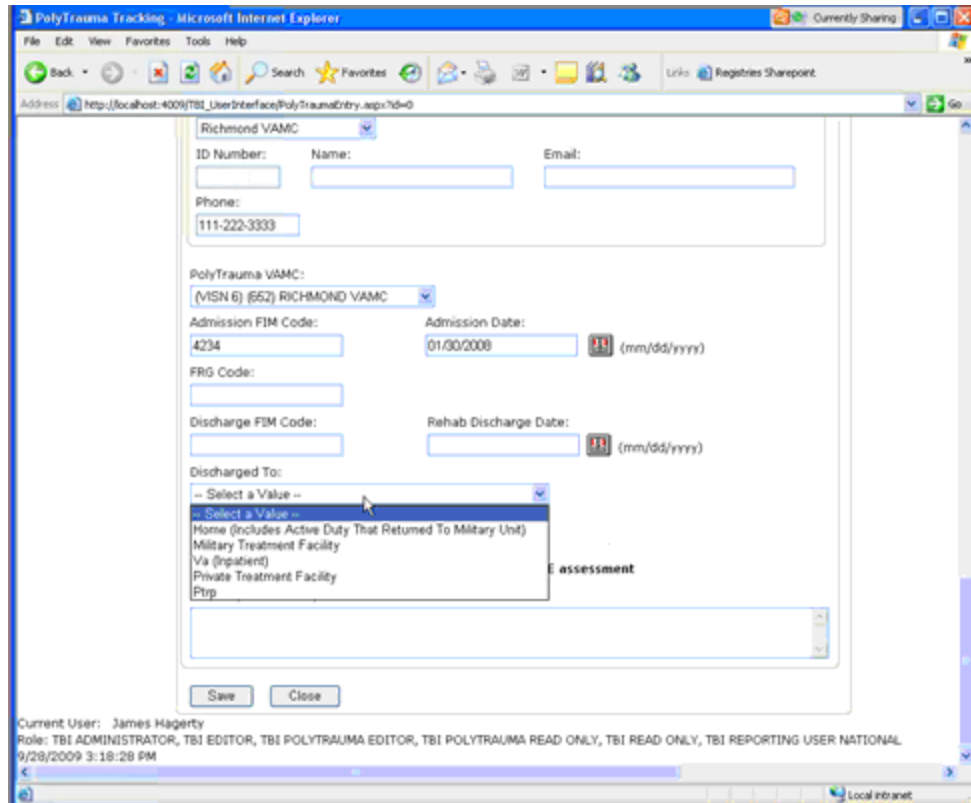 PolyTrauma Tracking - Microsoft Internet Explorer
Currently Sharing
File Edit View Favorites Tools Help
Back Search Favorites Links Registries Sharepoint
Address http://localhost:4009/TBI_UserInterface/PolyTraumaEntry.aspx?id=0 Go
Richmond VAMC
ID Number: Name: Email:
Phone:
111-222-3333
PolyTrauma VAMC:
(VISN 6) (652) RICHMOND VAMC
Admission FIM Code: Admission Date:
4234 01/30/2008 (mm/dd/yyyy)
FRG Code:
Discharge FIM Code: Rehab Discharge Date:
(mm/dd/yyyy)
Discharged To:
-- Select a Value --
-- Select a Value --
Home (Includes Active Duty That Returned To Military Unit)
Military Treatment Facility
Va (Inpatient)
E assessment
Private Treatment Facility
Ptrp
Save Close
Current User: James Hagerty
Role: TBI ADMINISTRATOR, TBI EDITOR, TBI POLYTRAUMA EDITOR, TBI POLYTRAUMA READ ONLY, TBI READ ONLY, TBI REPORTING USER NATIONAL
9/28/2009 3:18:28 PM
Local intranet